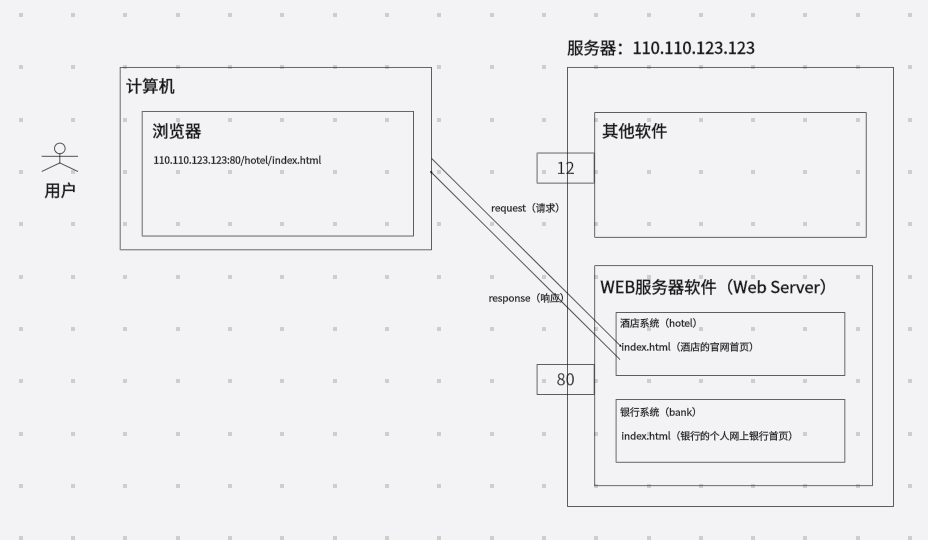 服务器：110.110.123.123
计算机
浏览器
110.110.123.123:80/hotel/index.html
用户
其他软件
12
request（请求）
response（响应）
WEB服务器软件（Web Server）
酒店系统（hotel）
index.html（酒店的官网首页）
80
银行系统（bank）
index.html（银行的个人网上银行首页）